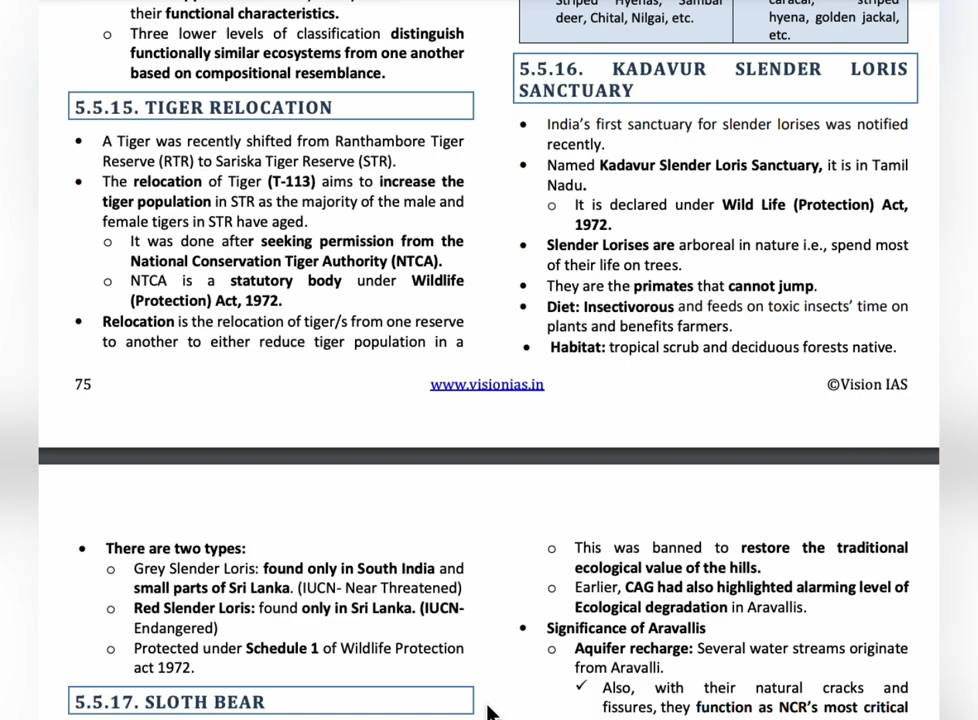 their functional characteristics.
o Three lower levels of classification distinguish
functionally similar ecosystems from one another
based on compositional resemblance.
5.5.15. TIGER RELOCATION
• A Tiger was recently shifted from Ranthambore Tiger
Reserve (RTR) to Sariska Tiger Reserve (STR).
• The relocation of Tiger (T-113) aims to increase the
tiger population in STR as the majority of the male and
female tigers in STR have aged.
o It was done after seeking permission from the
National Conservation Tiger Authority (NTCA).
o NTCA is a statutory body under Wildlife
(Protection) Act, 1972.
• Relocation is the relocation of tiger/s from one reserve
to another to either reduce tiger population in a
Striped Hyenas, Sambar
deer, Chital, Nilgai, etc.
caracal, striped
hyena, golden jackal,
etc.
5.5.16. KADAVUR SLENDER LORIS
SANCTUARY
• India's first sanctuary for slender lorises was notified
recently.
• Named Kadavur Slender Loris Sanctuary, it is in Tamil
Nadu.
o It is declared under Wild Life (Protection) Act,
1972.
• Slender Lorises are arboreal in nature i.e., spend most
of their life on trees.
• They are the primates that cannot jump.
• Diet: Insectivorous and feeds on toxic insects' time on
plants and benefits farmers.
• Habitat: tropical scrub and deciduous forests native.
75
www.visionias.in
©Vision IAS
• There are two types:
o Grey Slender Loris: found only in South India and
small parts of Sri Lanka. (IUCN- Near Threatened)
o Red Slender Loris: found only in Sri Lanka. (IUCN-
Endangered)
o Protected under Schedule 1 of Wildlife Protection
act 1972.
5.5.17. SLOTH BEAR
o This was banned to restore the traditional
ecological value of the hills.
o Earlier, CAG had also highlighted alarming level of
Ecological degradation in Aravallis.
• Significance of Aravallis
o Aquifer recharge: Several water streams originate
from Aravalli.
✓ Also, with their natural cracks and
fissures, they function as NCR's most critical